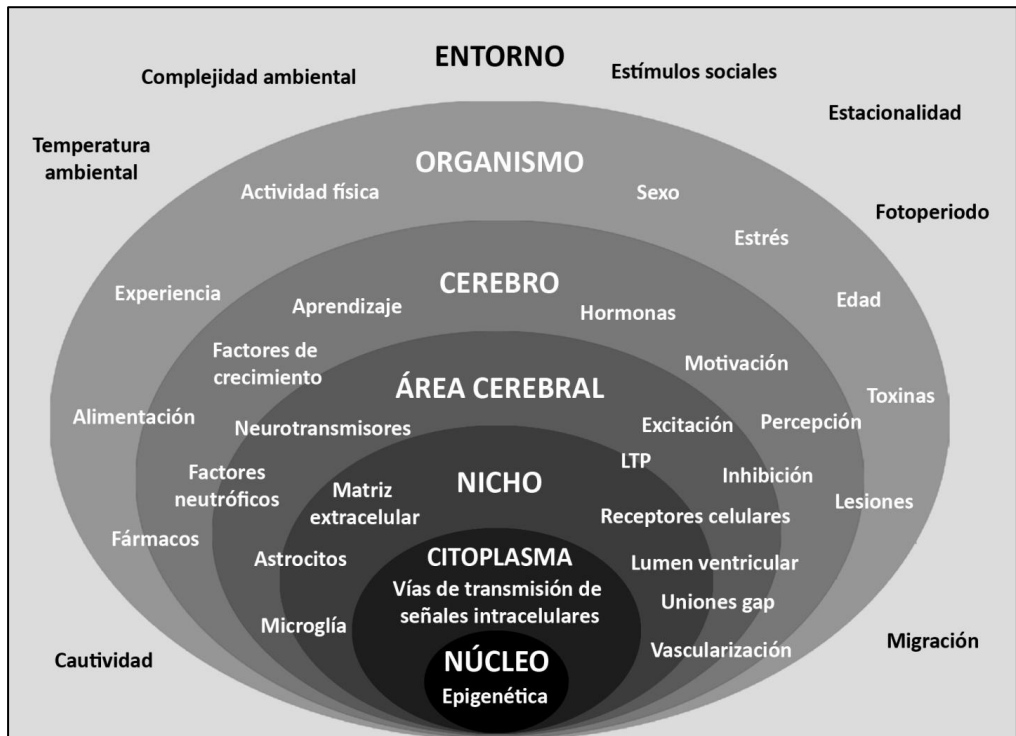 ENTORNO
Complejidad ambiental
Estímulos sociales
Estacionalidad
Temperatura
ambiental
ORGANISMO
Actividad física
Sexo
Fotoperiodo
Estrés
CEREBRO
Experiencia
Aprendizaje
Hormonas
Edad
Factores de
crecimiento
Motivación
ÁREA CEREBRAL
Toxinas
Alimentación
Neurotransmisores
Excitación
Percepción
LTP
Factores
neutróficos
Matriz
extracelular
NICHO
Inhibición
Lesiones
Receptores celulares
Fármacos
Astrocitos
CITOPLASMA
Lumen ventricular
Vías de transmisión de
señales intracelulares
Uniones gap
Microglía
Vascularización
Migración
Cautividad
NÚCLEO
Epigenética